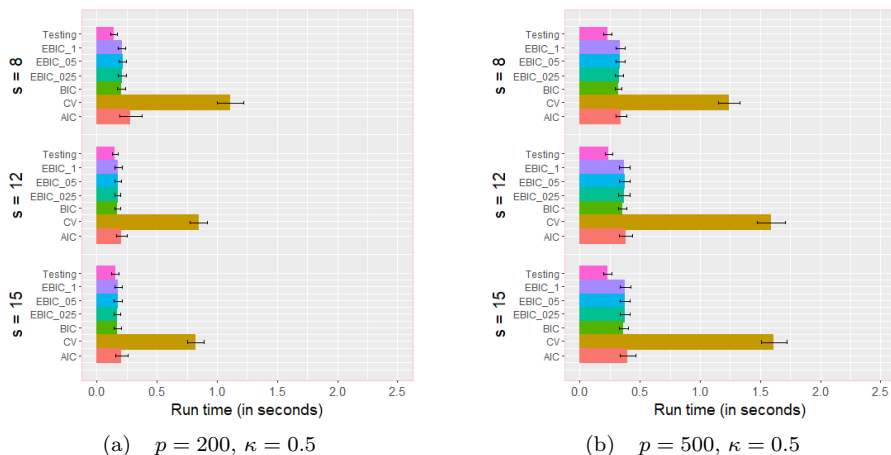 s = 8
Testing
EBIC_1
EBIC_05
EBIC_025
BIC
CV
AIC
s = 12
Testing
EBIC_1
EBIC_05
EBIC_025
BIC
CV
AIC
s = 15
Testing
EBIC_1
EBIC_05
EBIC_025
BIC
CV
AIC
0.0 0.5 1.0 1.5 2.0 2.5
Run time (in seconds)
(a) p = 200, κ = 0.5
s = 8
Testing
EBIC_1
EBIC_05
EBIC_025
BIC
CV
AIC
s = 12
Testing
EBIC_1
EBIC_05
EBIC_025
BIC
CV
AIC
s = 15
Testing
EBIC_1
EBIC_05
EBIC_025
BIC
CV
AIC
0.0 0.5 1.0 1.5 2.0 2.5
Run time (in seconds)
(b) p = 500, κ = 0.5